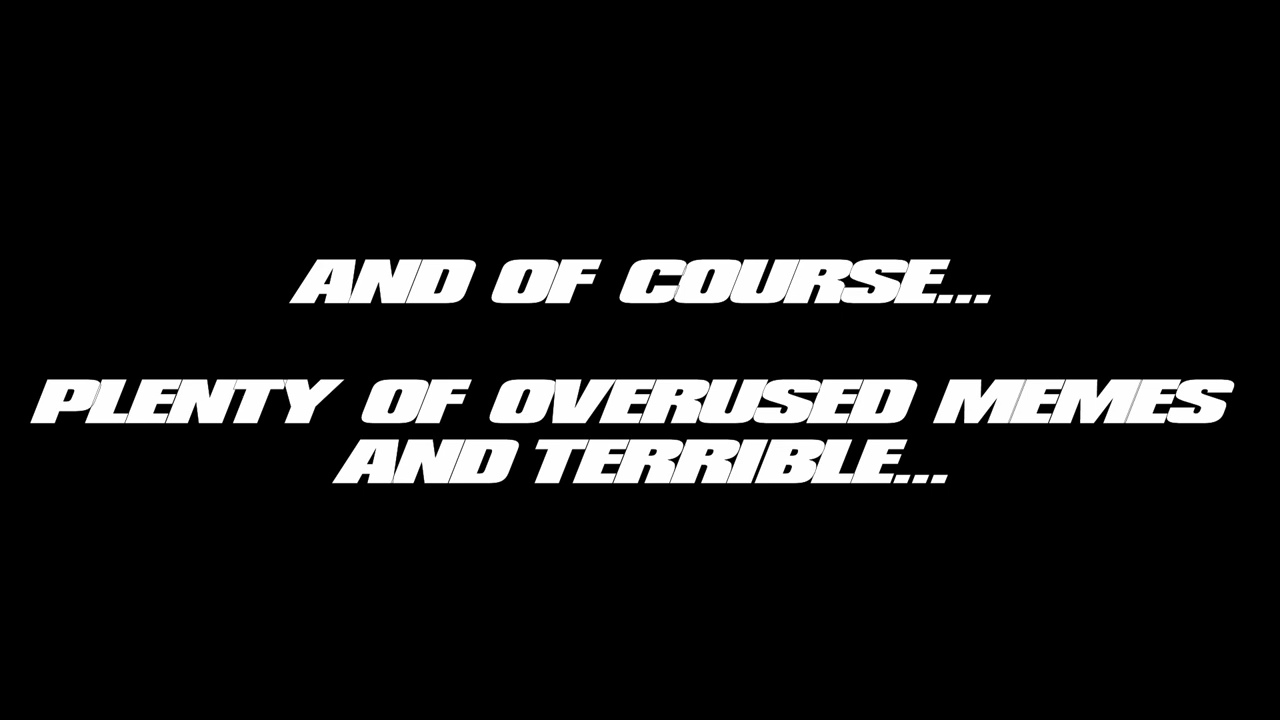 AND OF COURSE...
PLENTY OF OVERUSED MEMES
AND TERRIBLE...